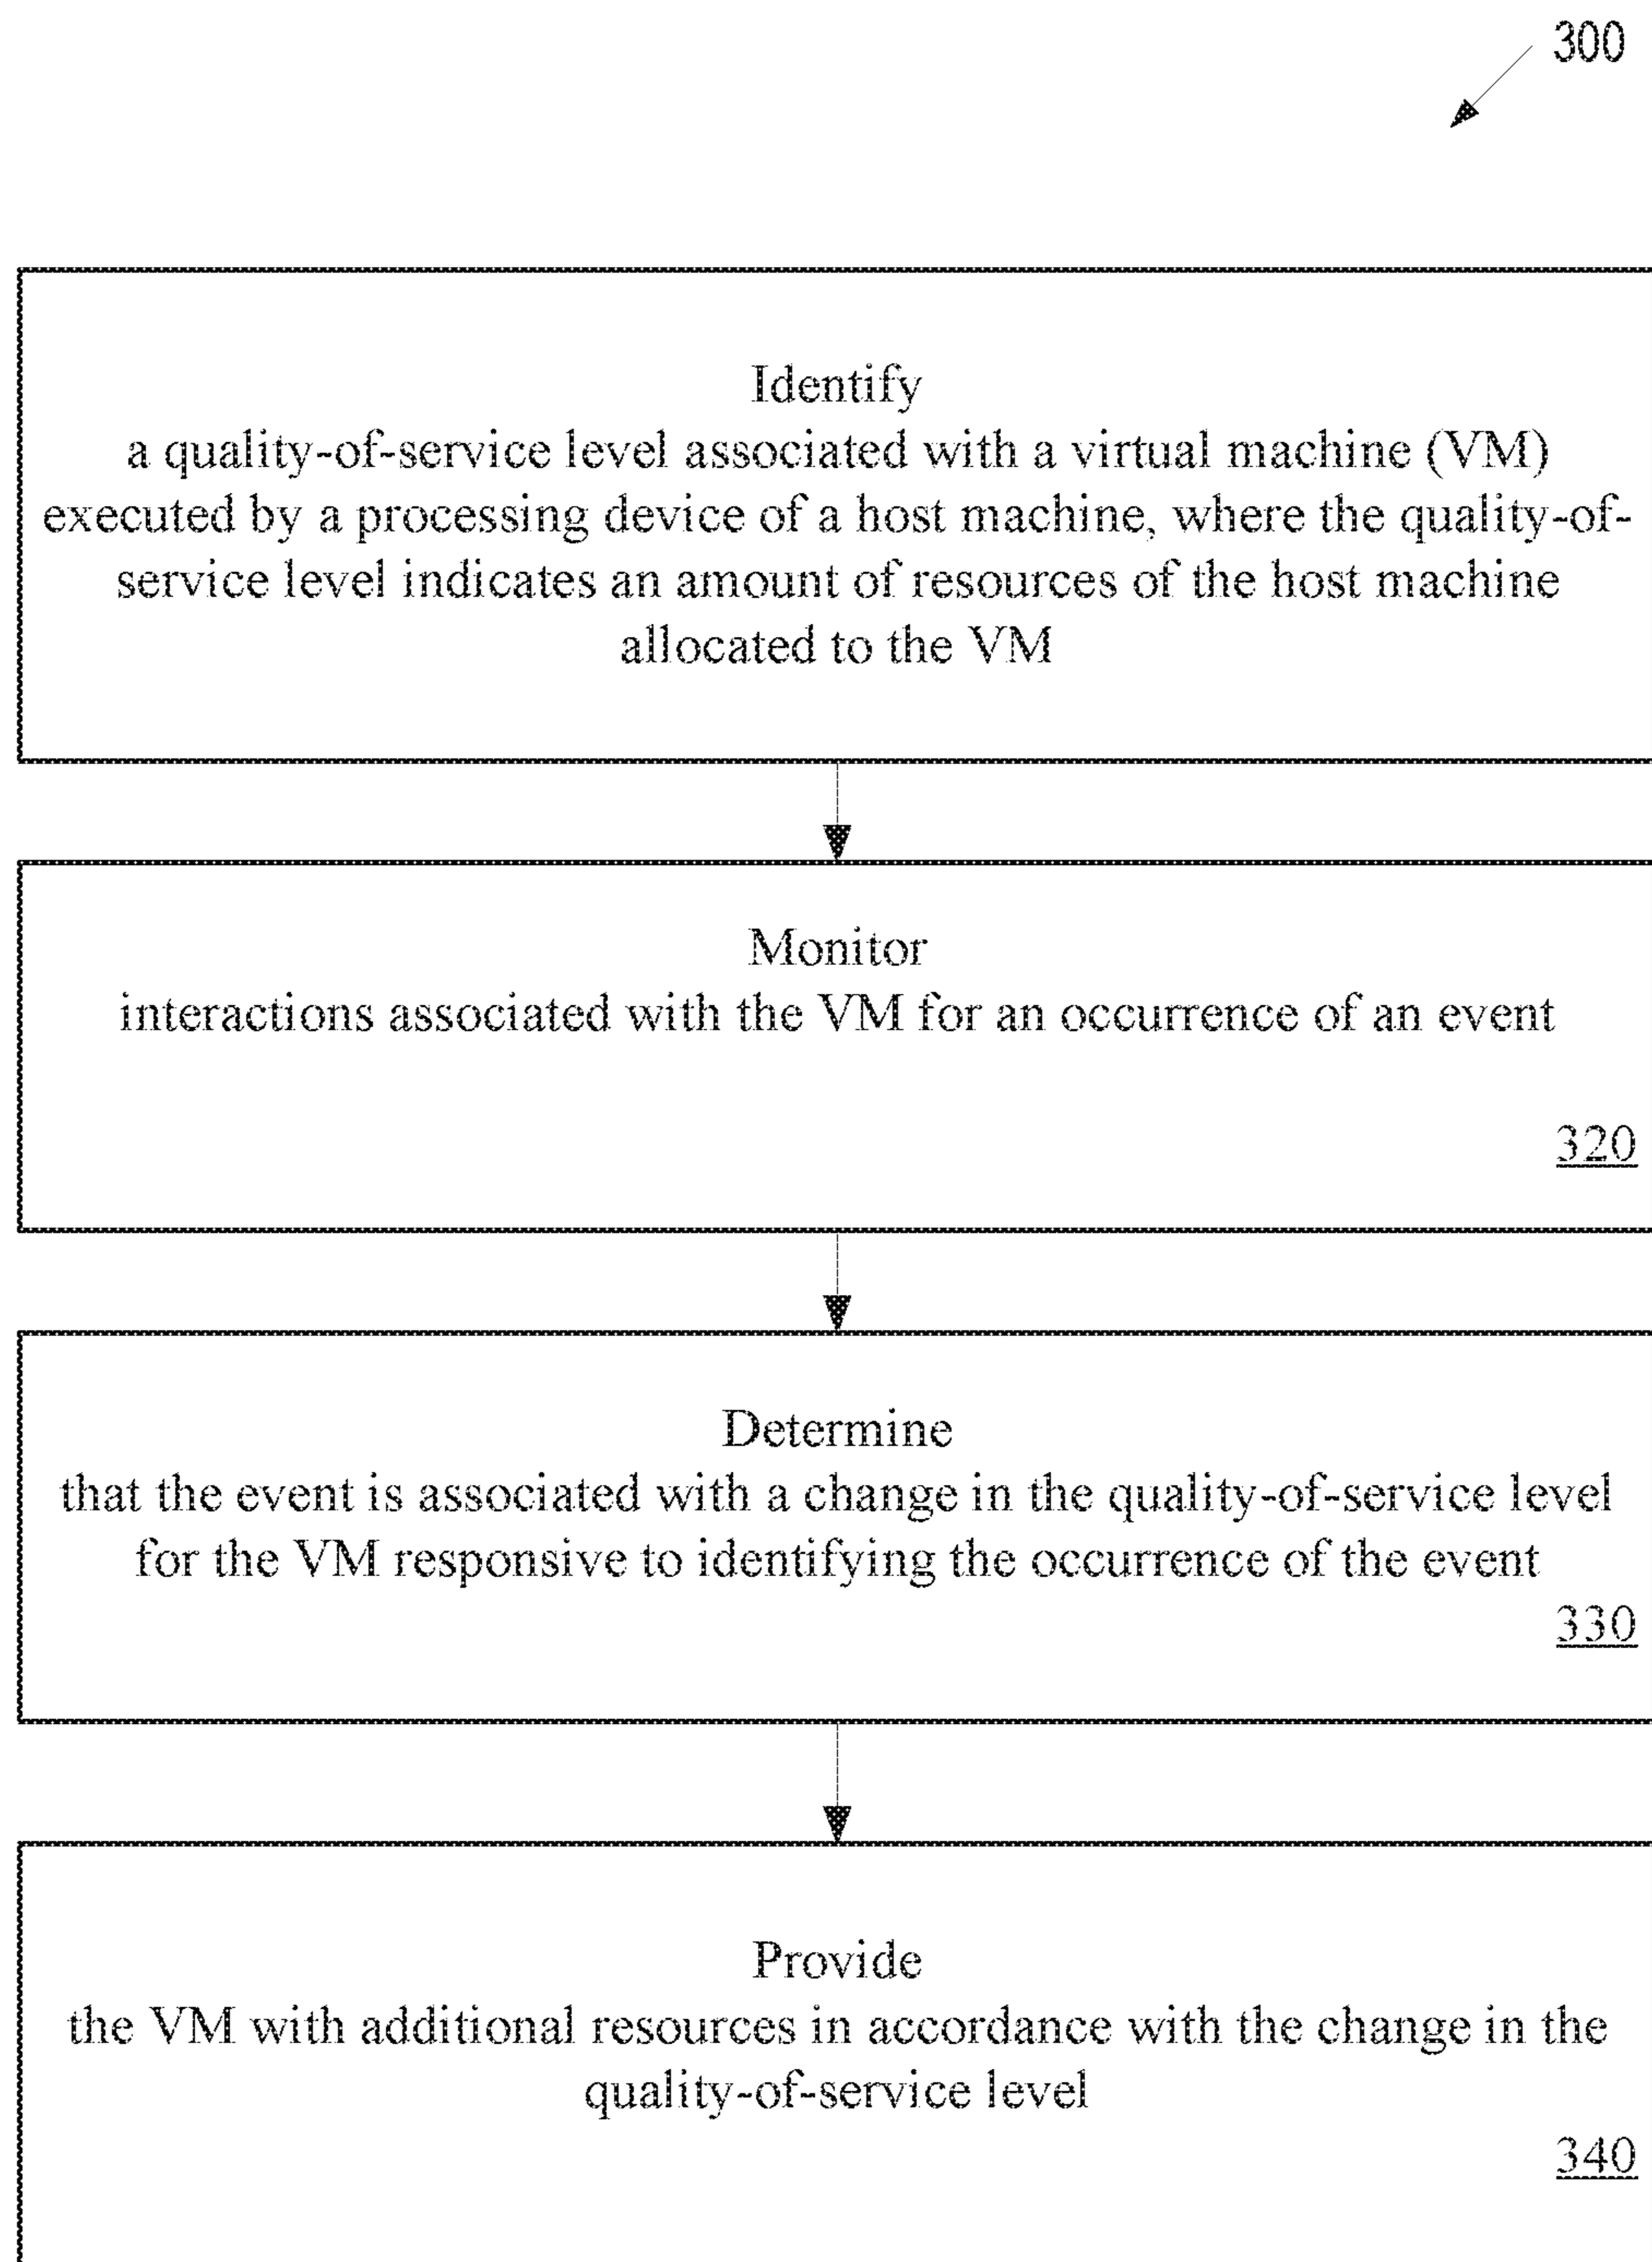 300
Identify
a quality-of-service level associated with a virtual machine (VM)
executed by a processing device of a host machine, where the quality-of-
service level indicates an amount of resources of the host machine
allocated to the VM
Monitor
interactions associated with the VM for an occurrence of an event
320
Determine
that the event is associated with a change in the quality-of-service level
for the VM responsive to identifying the occurrence of the event
330
Provide
the VM with additional resources in accordance with the change in the
quality-of-service level
340